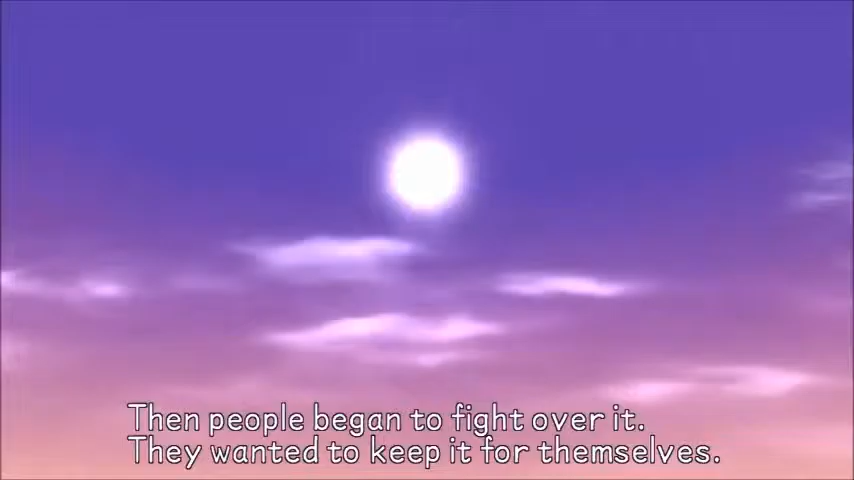 Then people began to fight over it.
They wanted to keep it for themselves.